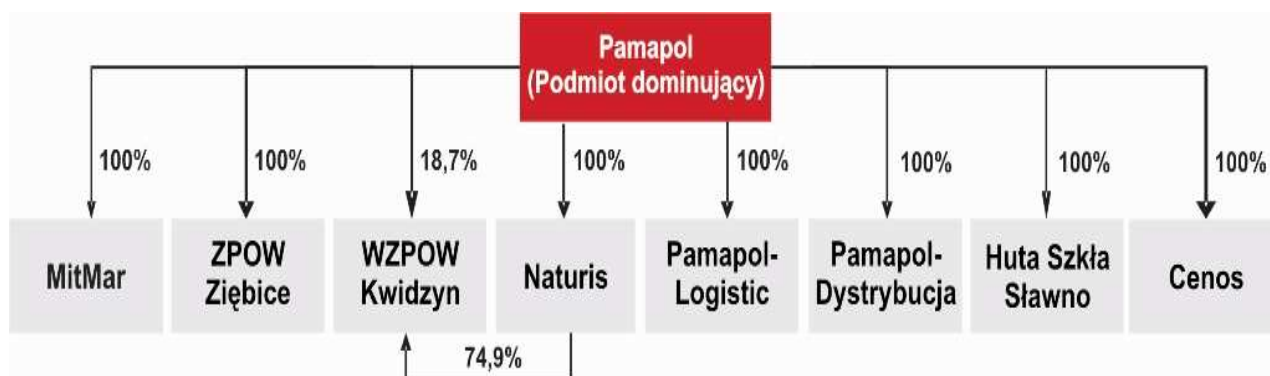 Pamapol
(Podmiot dominujący)
100%
100%
18,7%
100%
100%
100%
100%
100%
MitMar
ZPOW
Ziębice
WZPOW
Kwidzyn
Naturis
Pamapol-
Logistic
Pamapol-
Dystrybucja
Huta Szkła
Sławno
Cenos
74,9%